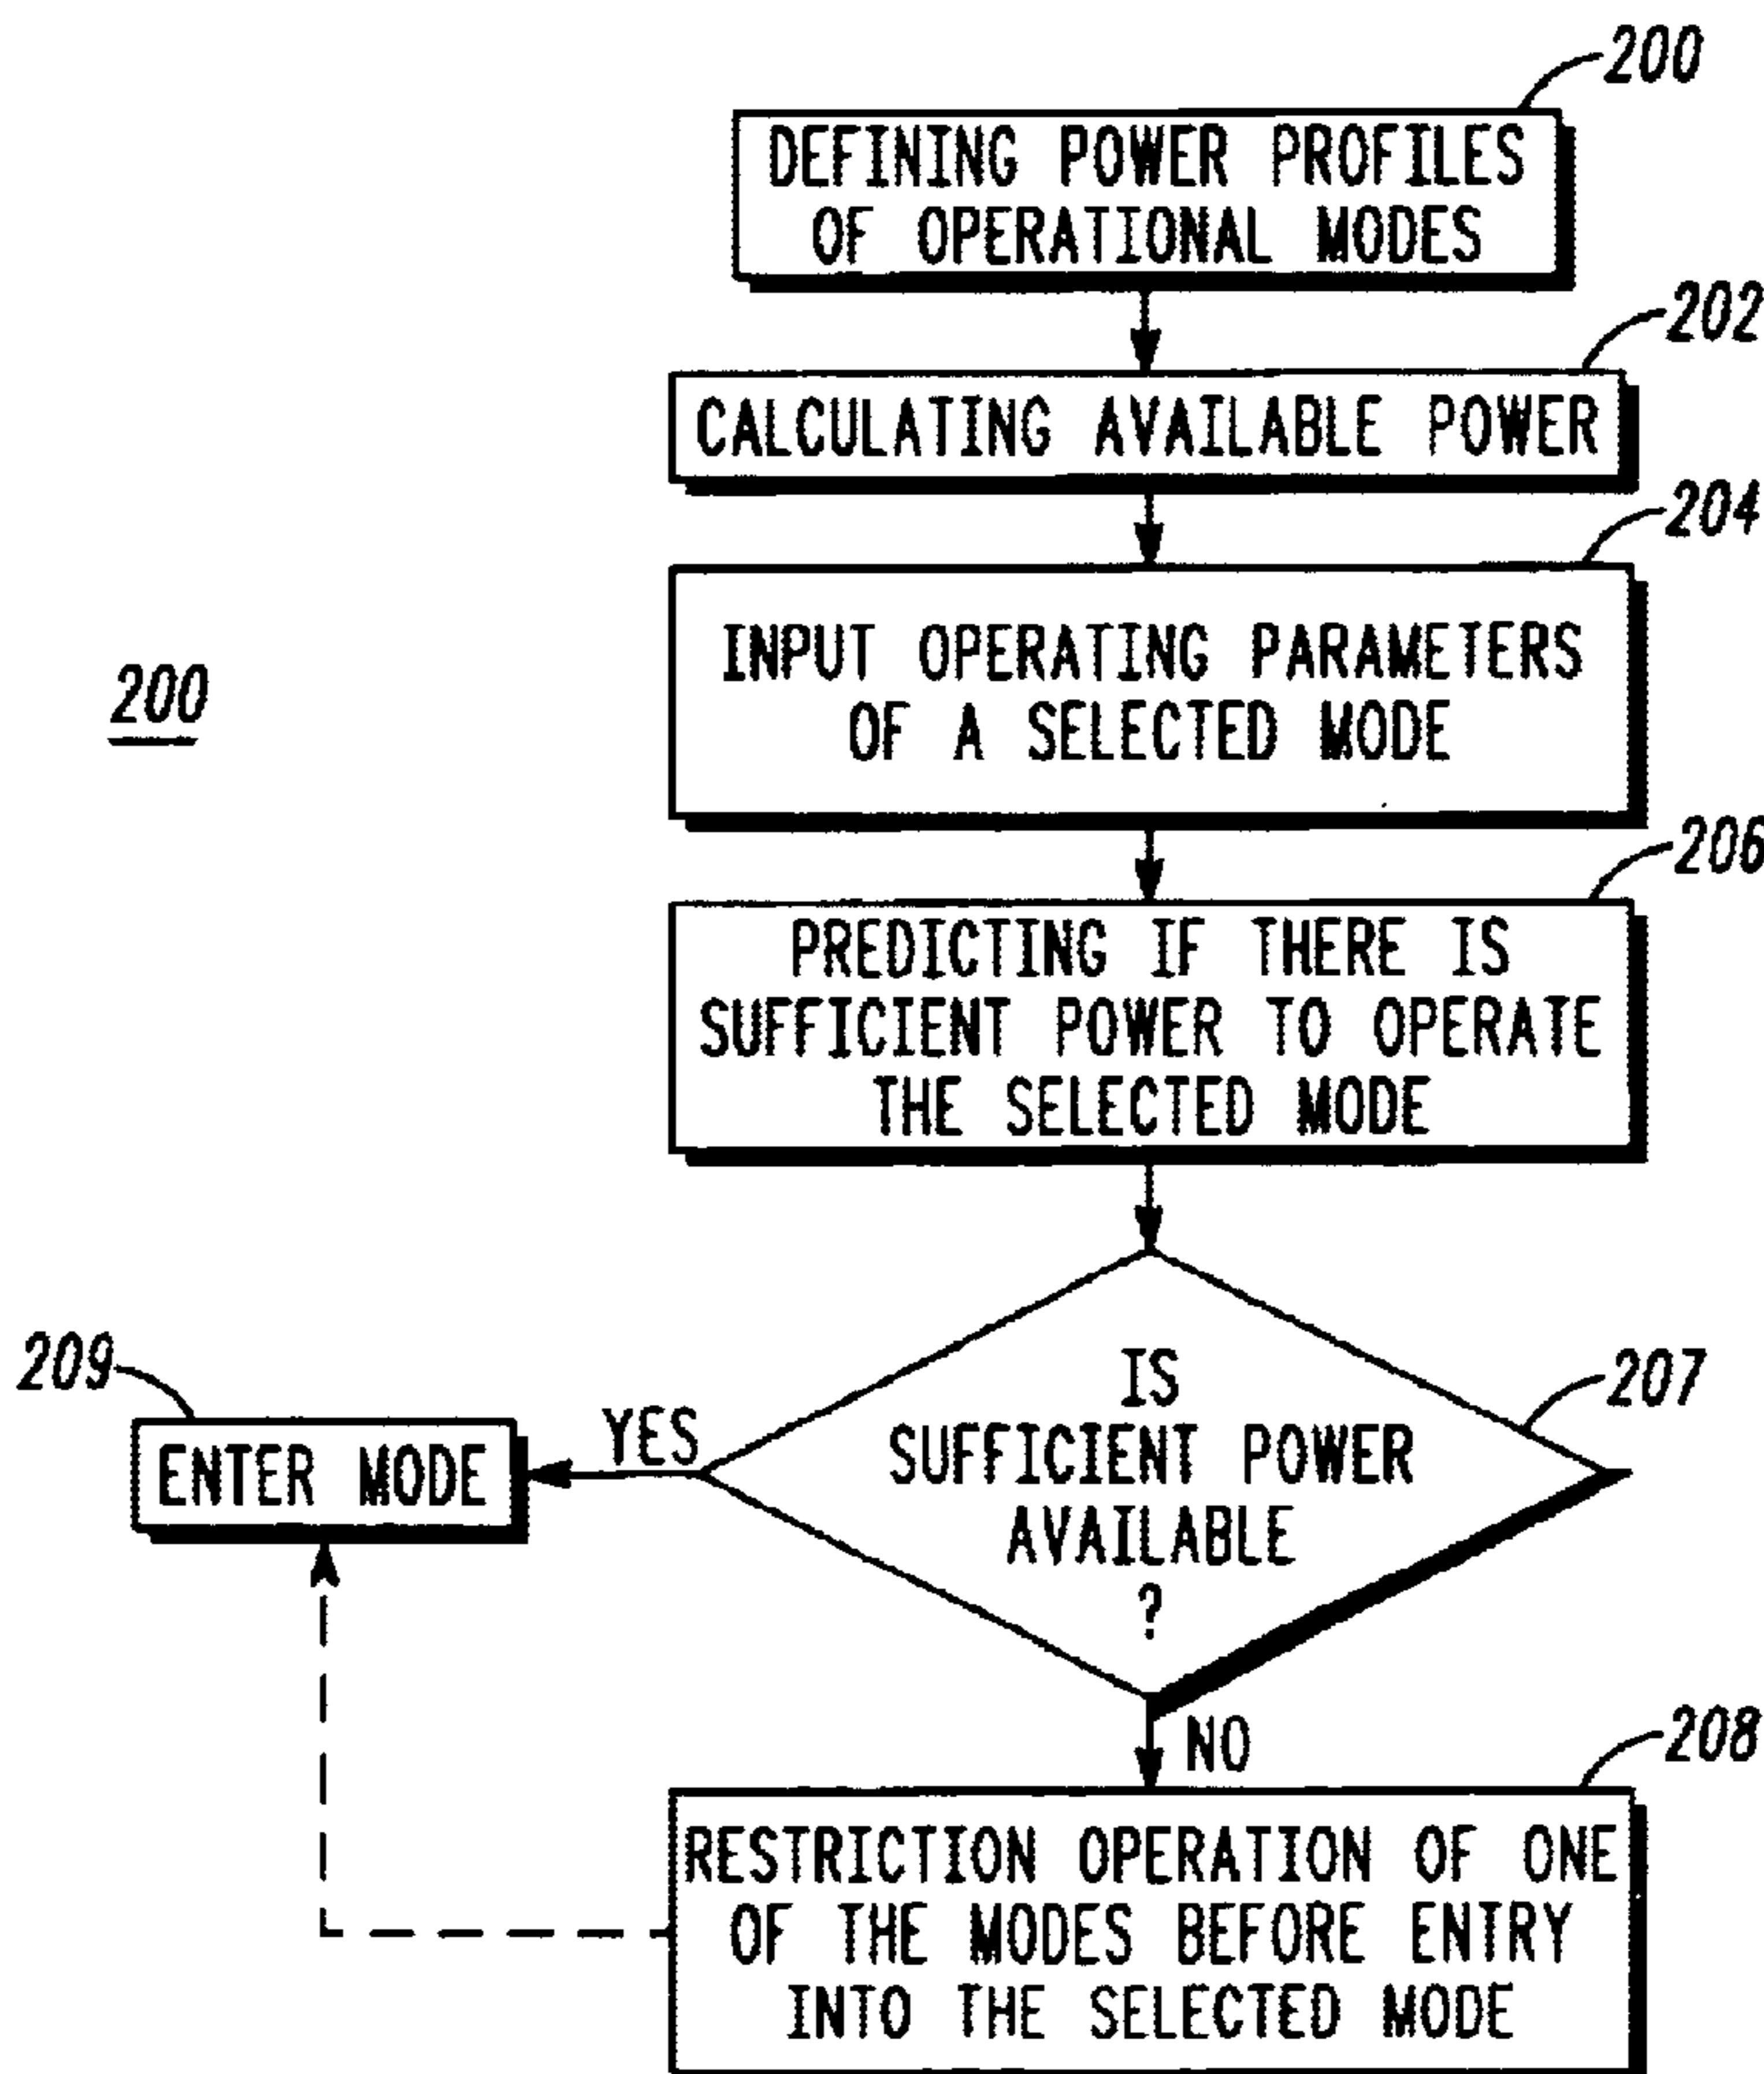 200
DEFINING POWER PROFILES
OF OPERATIONAL MODES
202
CALCULATING AVAILABLE POWER
204
INPUT OPERATING PARAMETERS
OF A SELECTED MODE
200
206
PREDICTING IF THERE IS
SUFFICIENT POWER TO OPERATE
THE SELECTED MODE
209
ENTER MODE
YES
IS
SUFFICIENT POWER
AVAILABLE
?
207
NO
208
RESTRICTION OPERATION OF ONE
OF THE MODES BEFORE ENTRY
INTO THE SELECTED MODE